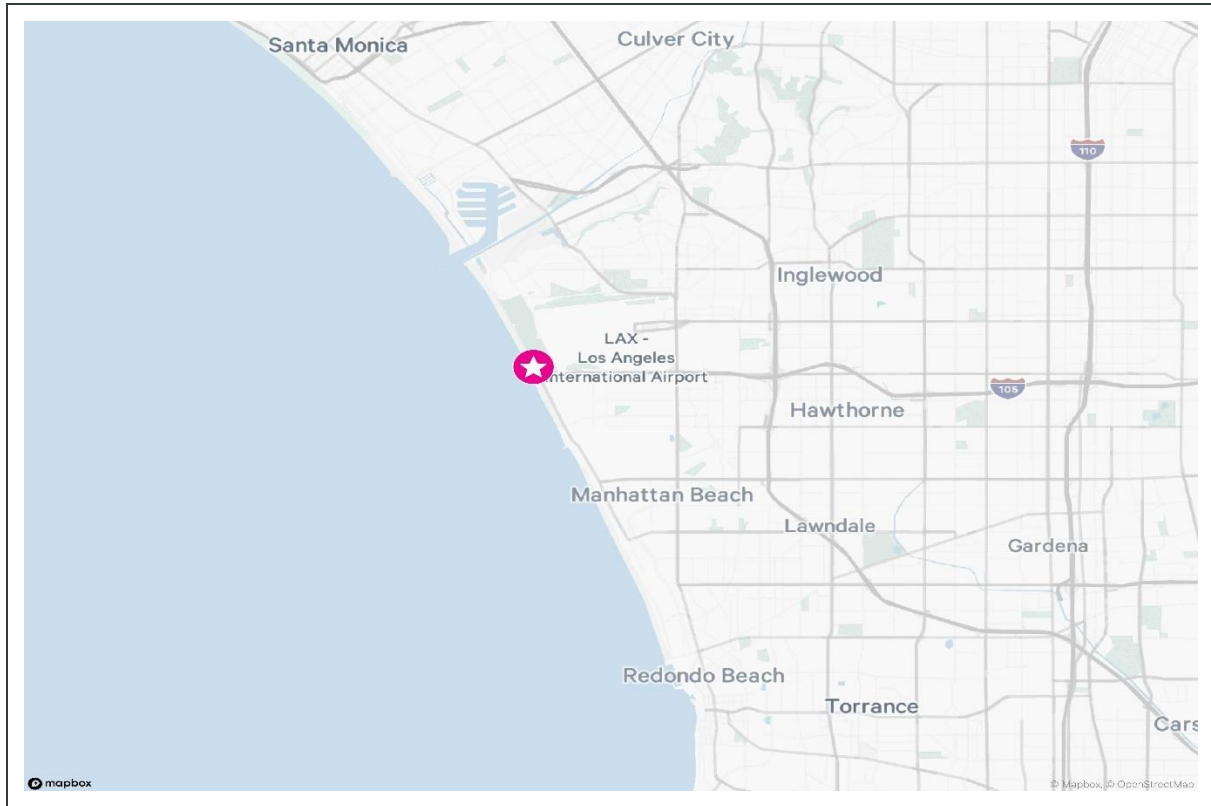 Santa Monica
Culver City
110
Inglewood
LAX -
Los Angeles
International Airport
105
Hawthorne
Manhattan Beach
Lawndale
Gardena
Redondo Beach
Torrance
Cars
mapbox
© Mapbox, © OpenStreetMap